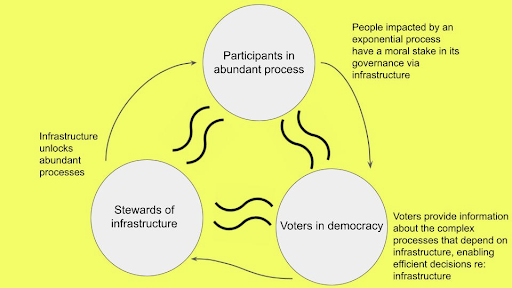 Participants in
abundant process
People impacted by an
exponential process
have a moral stake in its
governance via
infrastructure
Infrastructure
unlocks
abundant
processes
Stewards of
infrastructure
Voters in democracy
Voters provide information
about the complex
processes that depend on
infrastructure, enabling
efficient decisions re:
infrastructure